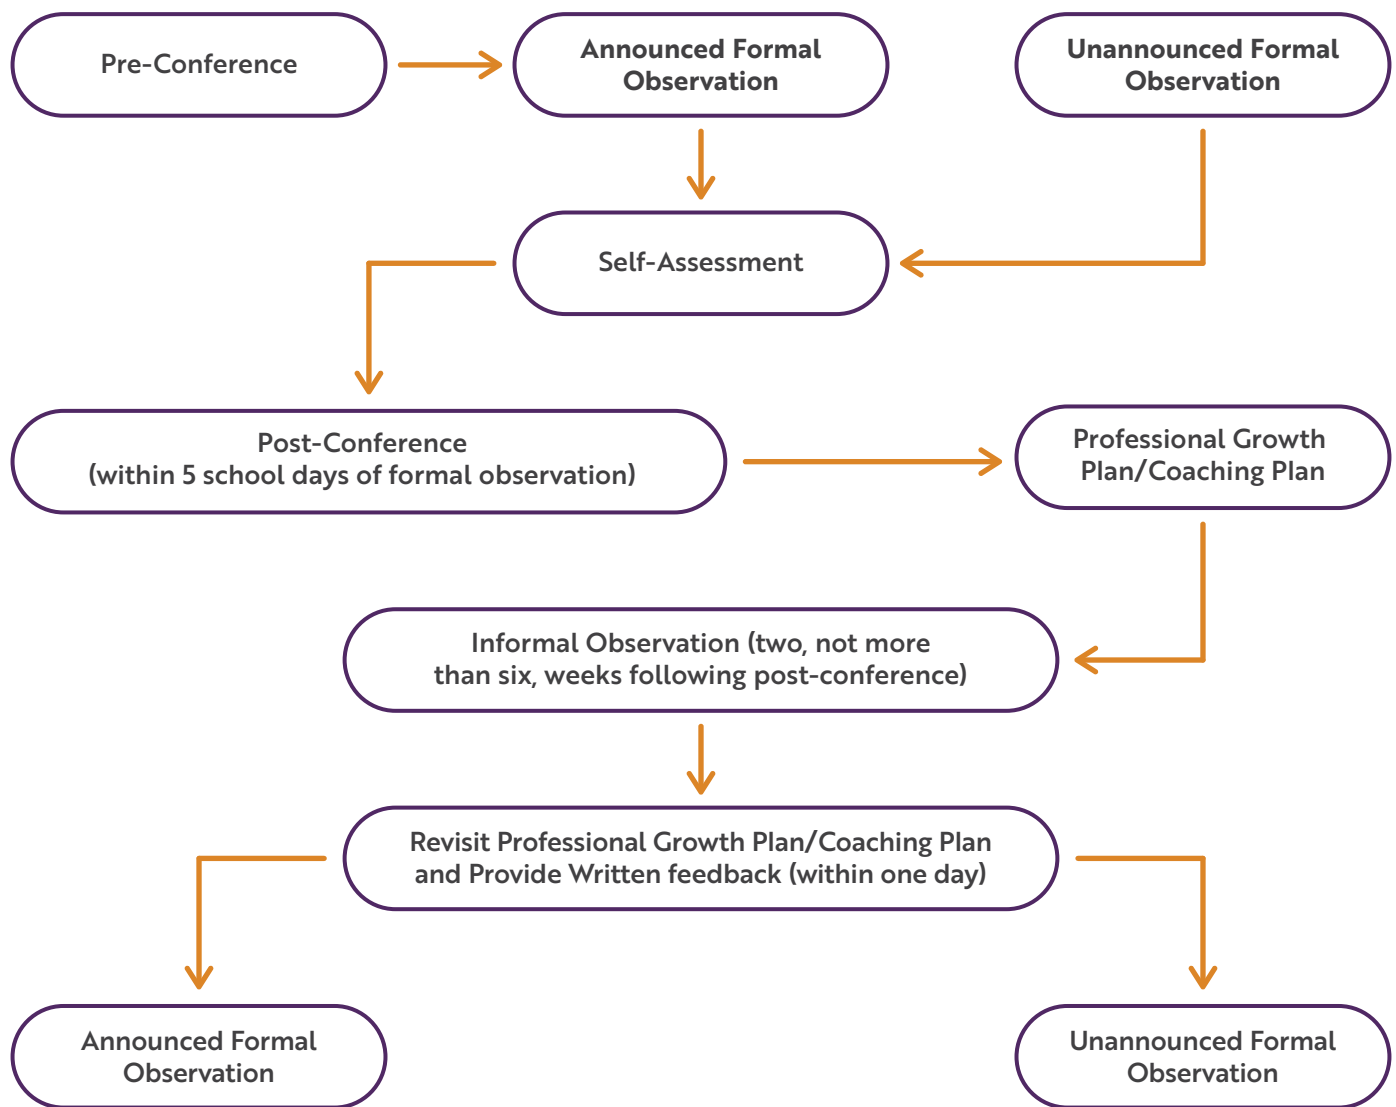 Pre-Conference
Announced Formal
Observation
Unannounced Formal
Observation
Self-Assessment
Post-Conference
(within 5 school days of formal observation)
Professional Growth
Plan/Coaching Plan
Informal Observation (two, not more
than six, weeks following post-conference)
Revisit Professional Growth Plan/Coaching Plan
and Provide Written feedback (within one day)
Announced Formal
Observation
Unannounced Formal
Observation